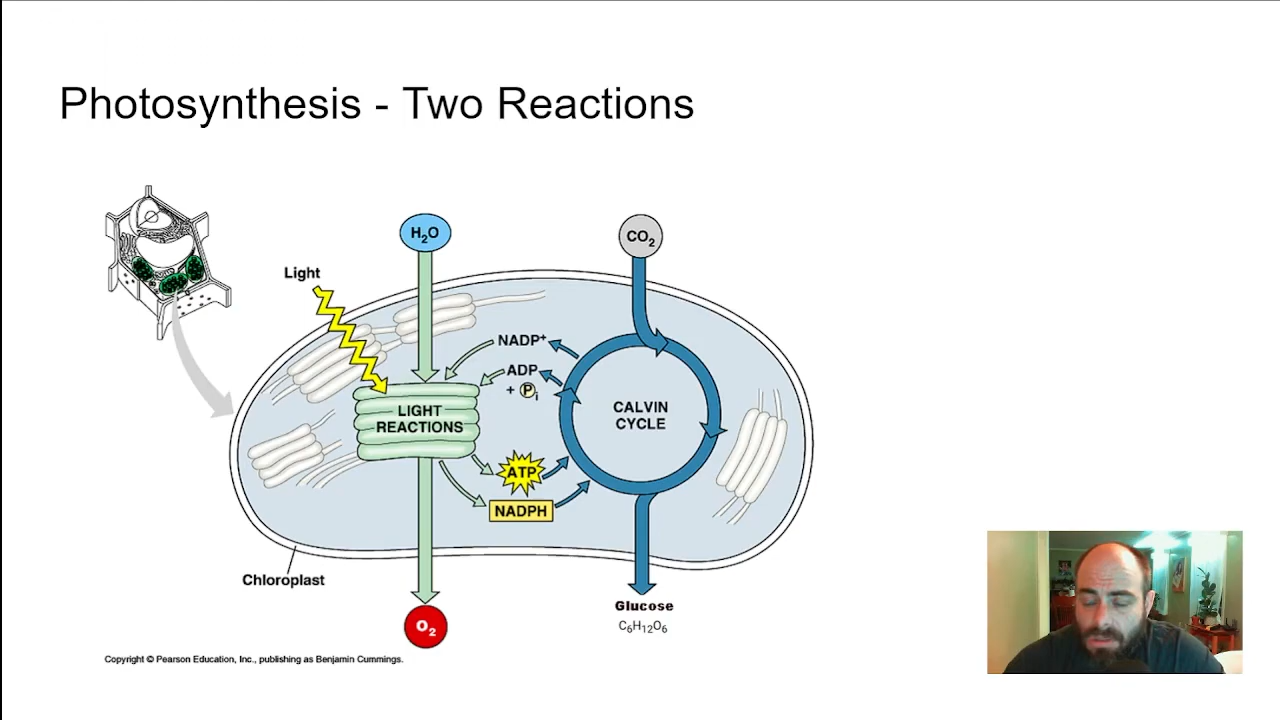 Photosynthesis - Two Reactions
H₂O
CO₂
Light
NADP⁺
ADP
+ Pᵢ
LIGHT
REACTIONS
CALVIN
CYCLE
ATP
NADPH
Chloroplast
Glucose
C₆H₁₂O₆
O₂
Copyright © Pearson Education, Inc., publishing as Benjamin Cummings.